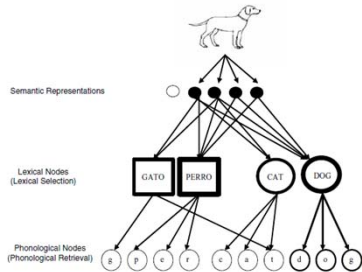 Semantic Representations
Lexical Nodes
(Lexical Selection)
GATO PERRO CAT DOG
Phonological Nodes
(Phonological Retrieval)
g p e r c a t d o g